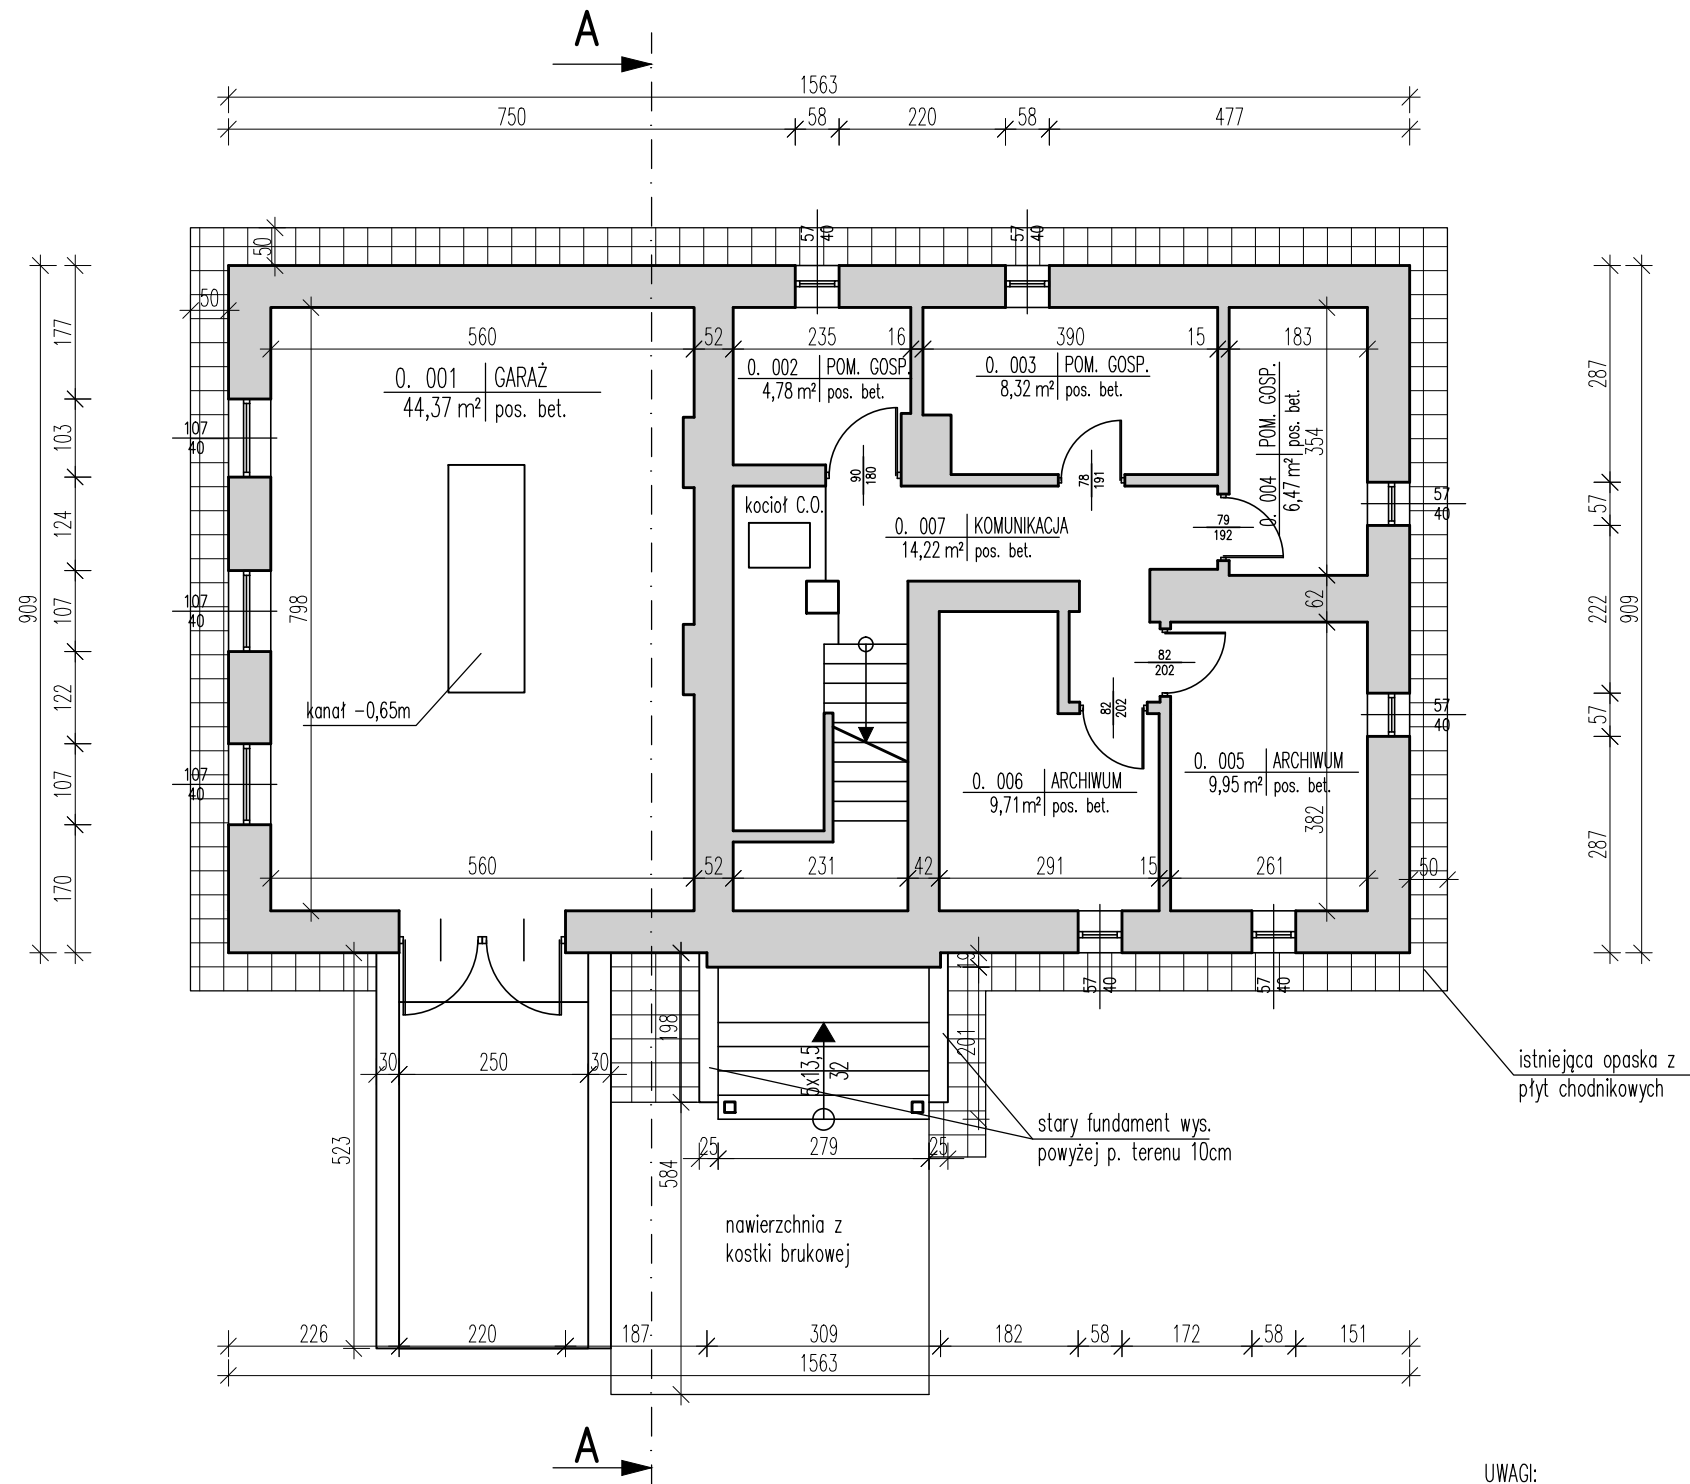 A
1563
750 58 220 58 477
57 40
57 40
50
50
560 52 235 16 390 15 183
0. 001 GARAŻ
44,37 m² pos. bet.
0. 002 POM. GOSP.
4,78 m² pos. bet.
0. 003 POM. GOSP.
8,32 m² pos. bet.
0. 004 POM. GOSP.
6,47 m² pos. bet.
354
909
177
103
124
107
122
107
170
107
40
107
40
107
40
798
kanał -0,65m
kocioł C.O.
90
180
78
191
0. 007 KOMUNIKACJA
14,22 m² pos. bet.
79
192
62
82
202
82
202
0. 005 ARCHIWUM
9,95 m² pos. bet.
0. 006 ARCHIWUM
9,71 m² pos. bet.
382
57
40
57
40
287
57
222
57
287
909
560 52 231 42 291 15 261
50
57 40
57 40
19
198
201
5x13,5
32
30 250 30
523
584
25 279 25
istniejąca opaska z
płyt chodnikowych
stary fundament wys.
powyżej p. terenu 10cm
nawierzchnia z
kostki brukowej
226 220 187 309 182 58 172 58 151
1563
A
UWAGI: